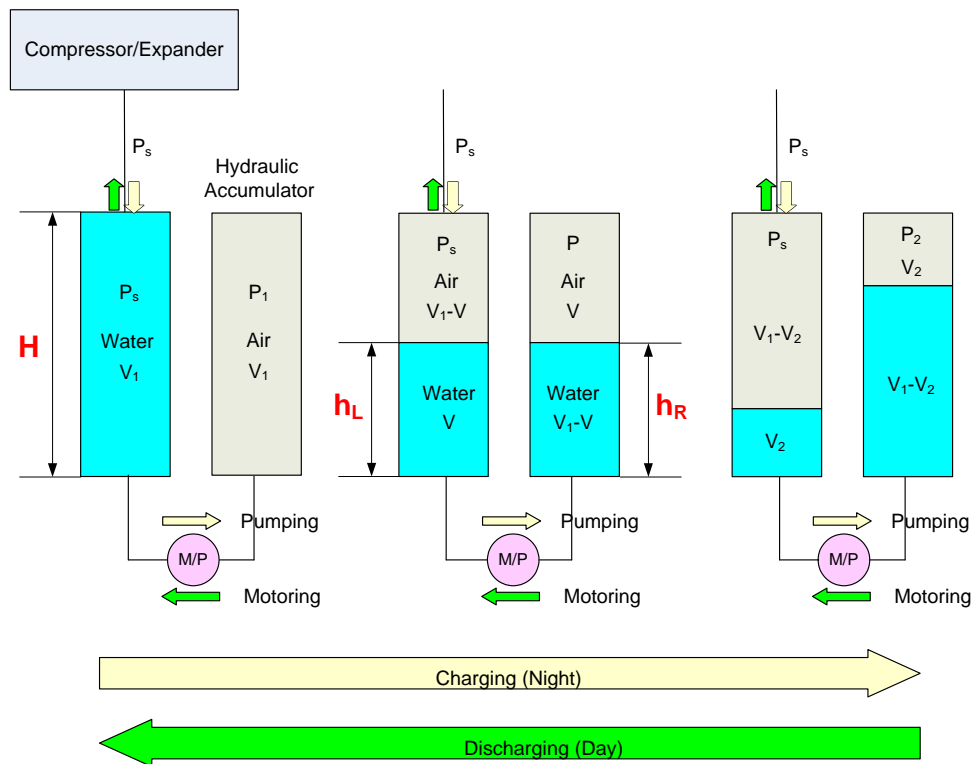 Compressor/Expander
Pₛ
Hydraulic
Accumulator
H
Pₛ
Water
V₁
P₁
Air
V₁
Pumping
M/P
Motoring
Pₛ
Pₛ
Air
V₁-V
P
Air
V
h_L
Water
V
Water
V₁-V
h_R
Pumping
M/P
Motoring
Pₛ
Pₛ
V₁-V₂
V₂
P₂
V₂
V₁-V₂
Pumping
M/P
Motoring
Charging (Night)
Discharging (Day)